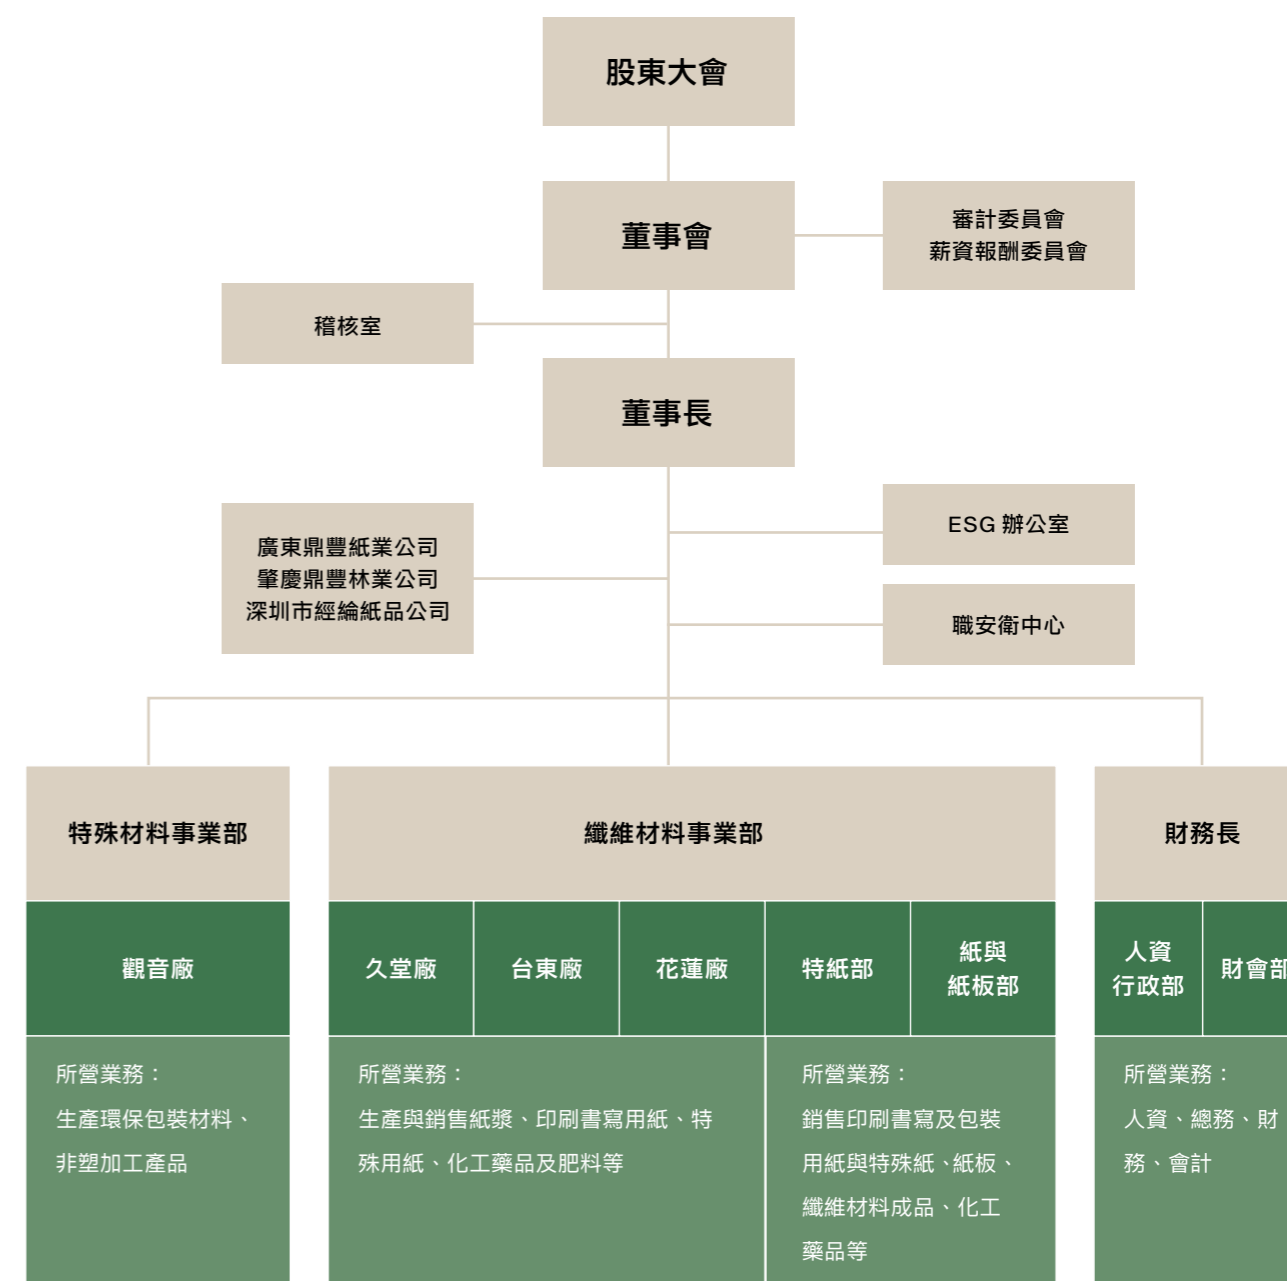 股東大會
董事會
審計委員會
薪資報酬委員會
稽核室
董事長
廣東鼎豐紙業公司
肇慶鼎豐林業公司
深圳市經綸紙品公司
ESG 辦公室
職安衛中心
特殊材料事業部
纖維材料事業部
財務長
觀音廠
久堂廠
台東廠
花蓮廠
特紙部
紙與
紙板部
人資
行政部
財會部
所營業務：
生產環保包裝材料、
非塑加工產品
所營業務：
生產與銷售紙漿、印刷書寫用紙、特
殊用紙、化工藥品及肥料等
所營業務：
銷售印刷書寫及包裝
用紙與特殊紙、紙板、
纖維材料成品、化工
藥品等
所營業務：
人資、總務、財
務、會計